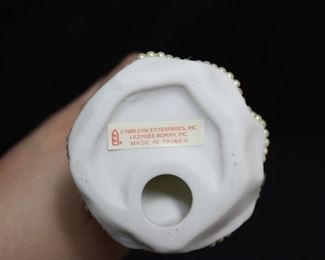 © 1988 EHW ENTERPRISES, INC.
LICENSEE ROMAN, INC.
MADE IN TAIWAN